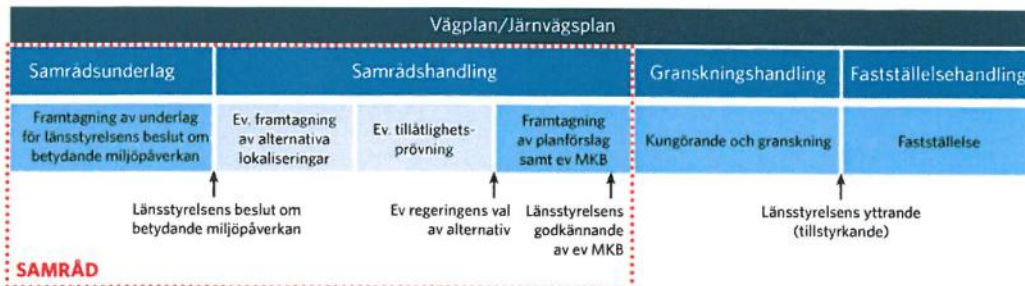 Vägplan/Järnvägsplan
Samrådsunderlag
Samrådshandling
Granskningshandling
Fastställelsehandling
Framtagning av underlag
för länsstyrelsens beslut om
betydande miljöpåverkan
Ev. framtagning
av alternativa
lokaliseringar
Ev. tillåtlighets-
prövning
Framtagning
av planförslag
samt ev MKB
Kungörande och granskning
Fastställelse
Länsstyrelsens beslut om
betydande miljöpåverkan
Ev regeringens val
av alternativ
Länsstyrelsens
godkännande
av ev MKB
Länsstyrelsens yttrande
(tillstyrkande)
SAMRÅD